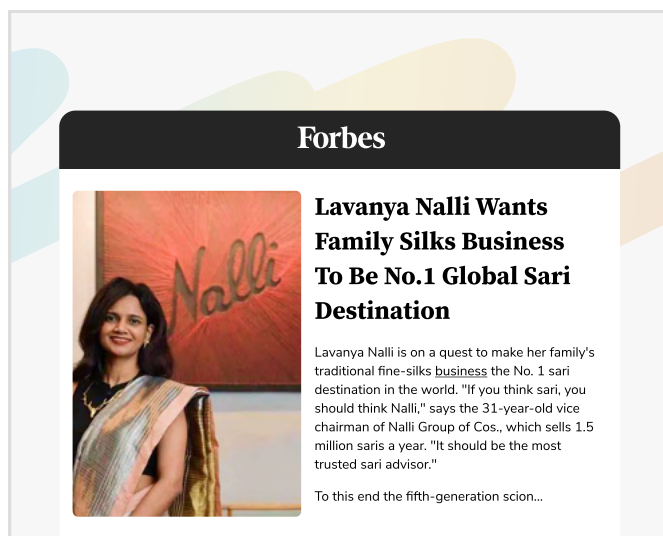 Forbes
Nalli
Lavanya Nalli Wants
Family Silks Business
To Be No.1 Global Sari
Destination
Lavanya Nalli is on a quest to make her family's
traditional fine-silks business the No. 1 sari
destination in the world. "If you think sari, you
should think Nalli," says the 31-year-old vice
chairman of Nalli Group of Cos., which sells 1.5
million saris a year. "It should be the most
trusted sari advisor."
To this end the fifth-generation scion...